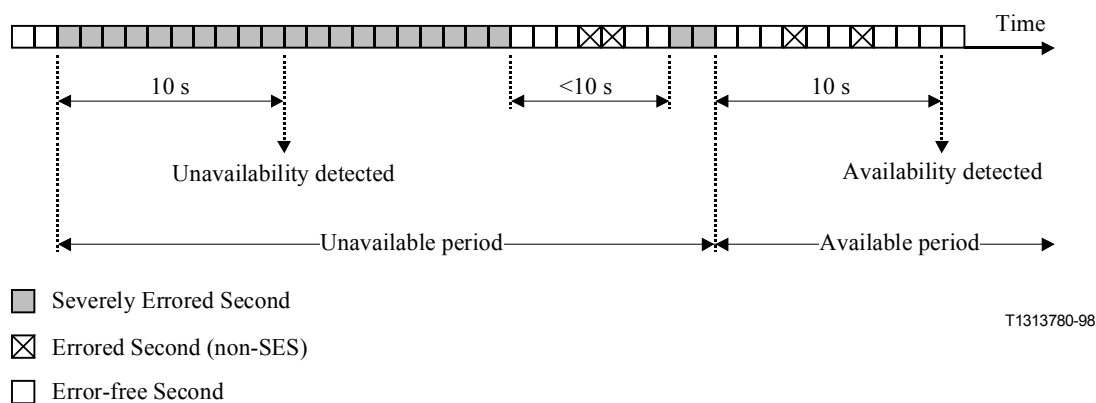 Time
10 s
<10 s
10 s
Unavailability detected
Availability detected
Unavailable period
Available period
Severely Errored Second
T1313780-98
Errored Second (non-SES)
Error-free Second